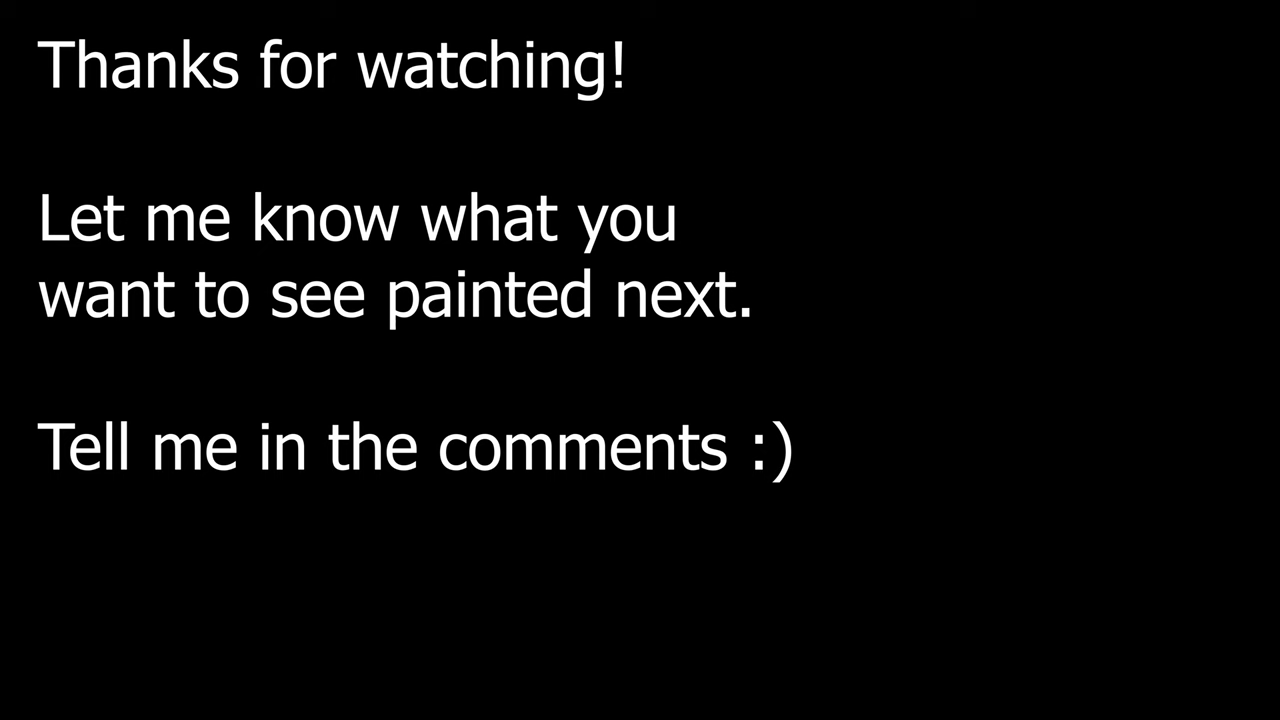 Thanks for watching!
Let me know what you
want to see painted next.
Tell me in the comments :)